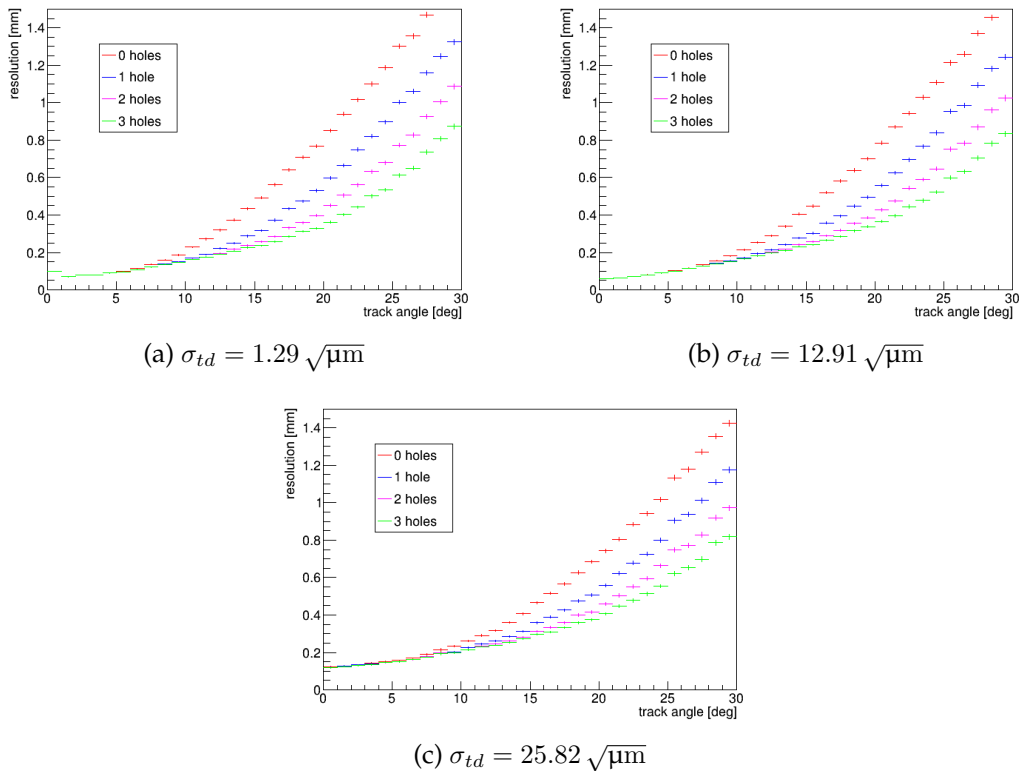 resolution [mm]
1.4
1.2
1
0.8
0.6
0.4
0.2
0
0 holes
1 hole
2 holes
3 holes
0 5 10 15 20 25 30
track angle [deg]
(a) σtd = 1.29 √µm
resolution [mm]
1.4
1.2
1
0.8
0.6
0.4
0.2
0
0 holes
1 hole
2 holes
3 holes
0 5 10 15 20 25 30
track angle [deg]
(b) σtd = 12.91 √µm
resolution [mm]
1.4
1.2
1
0.8
0.6
0.4
0.2
0
0 holes
1 hole
2 holes
3 holes
0 5 10 15 20 25 30
track angle [deg]
(c) σtd = 25.82 √µm